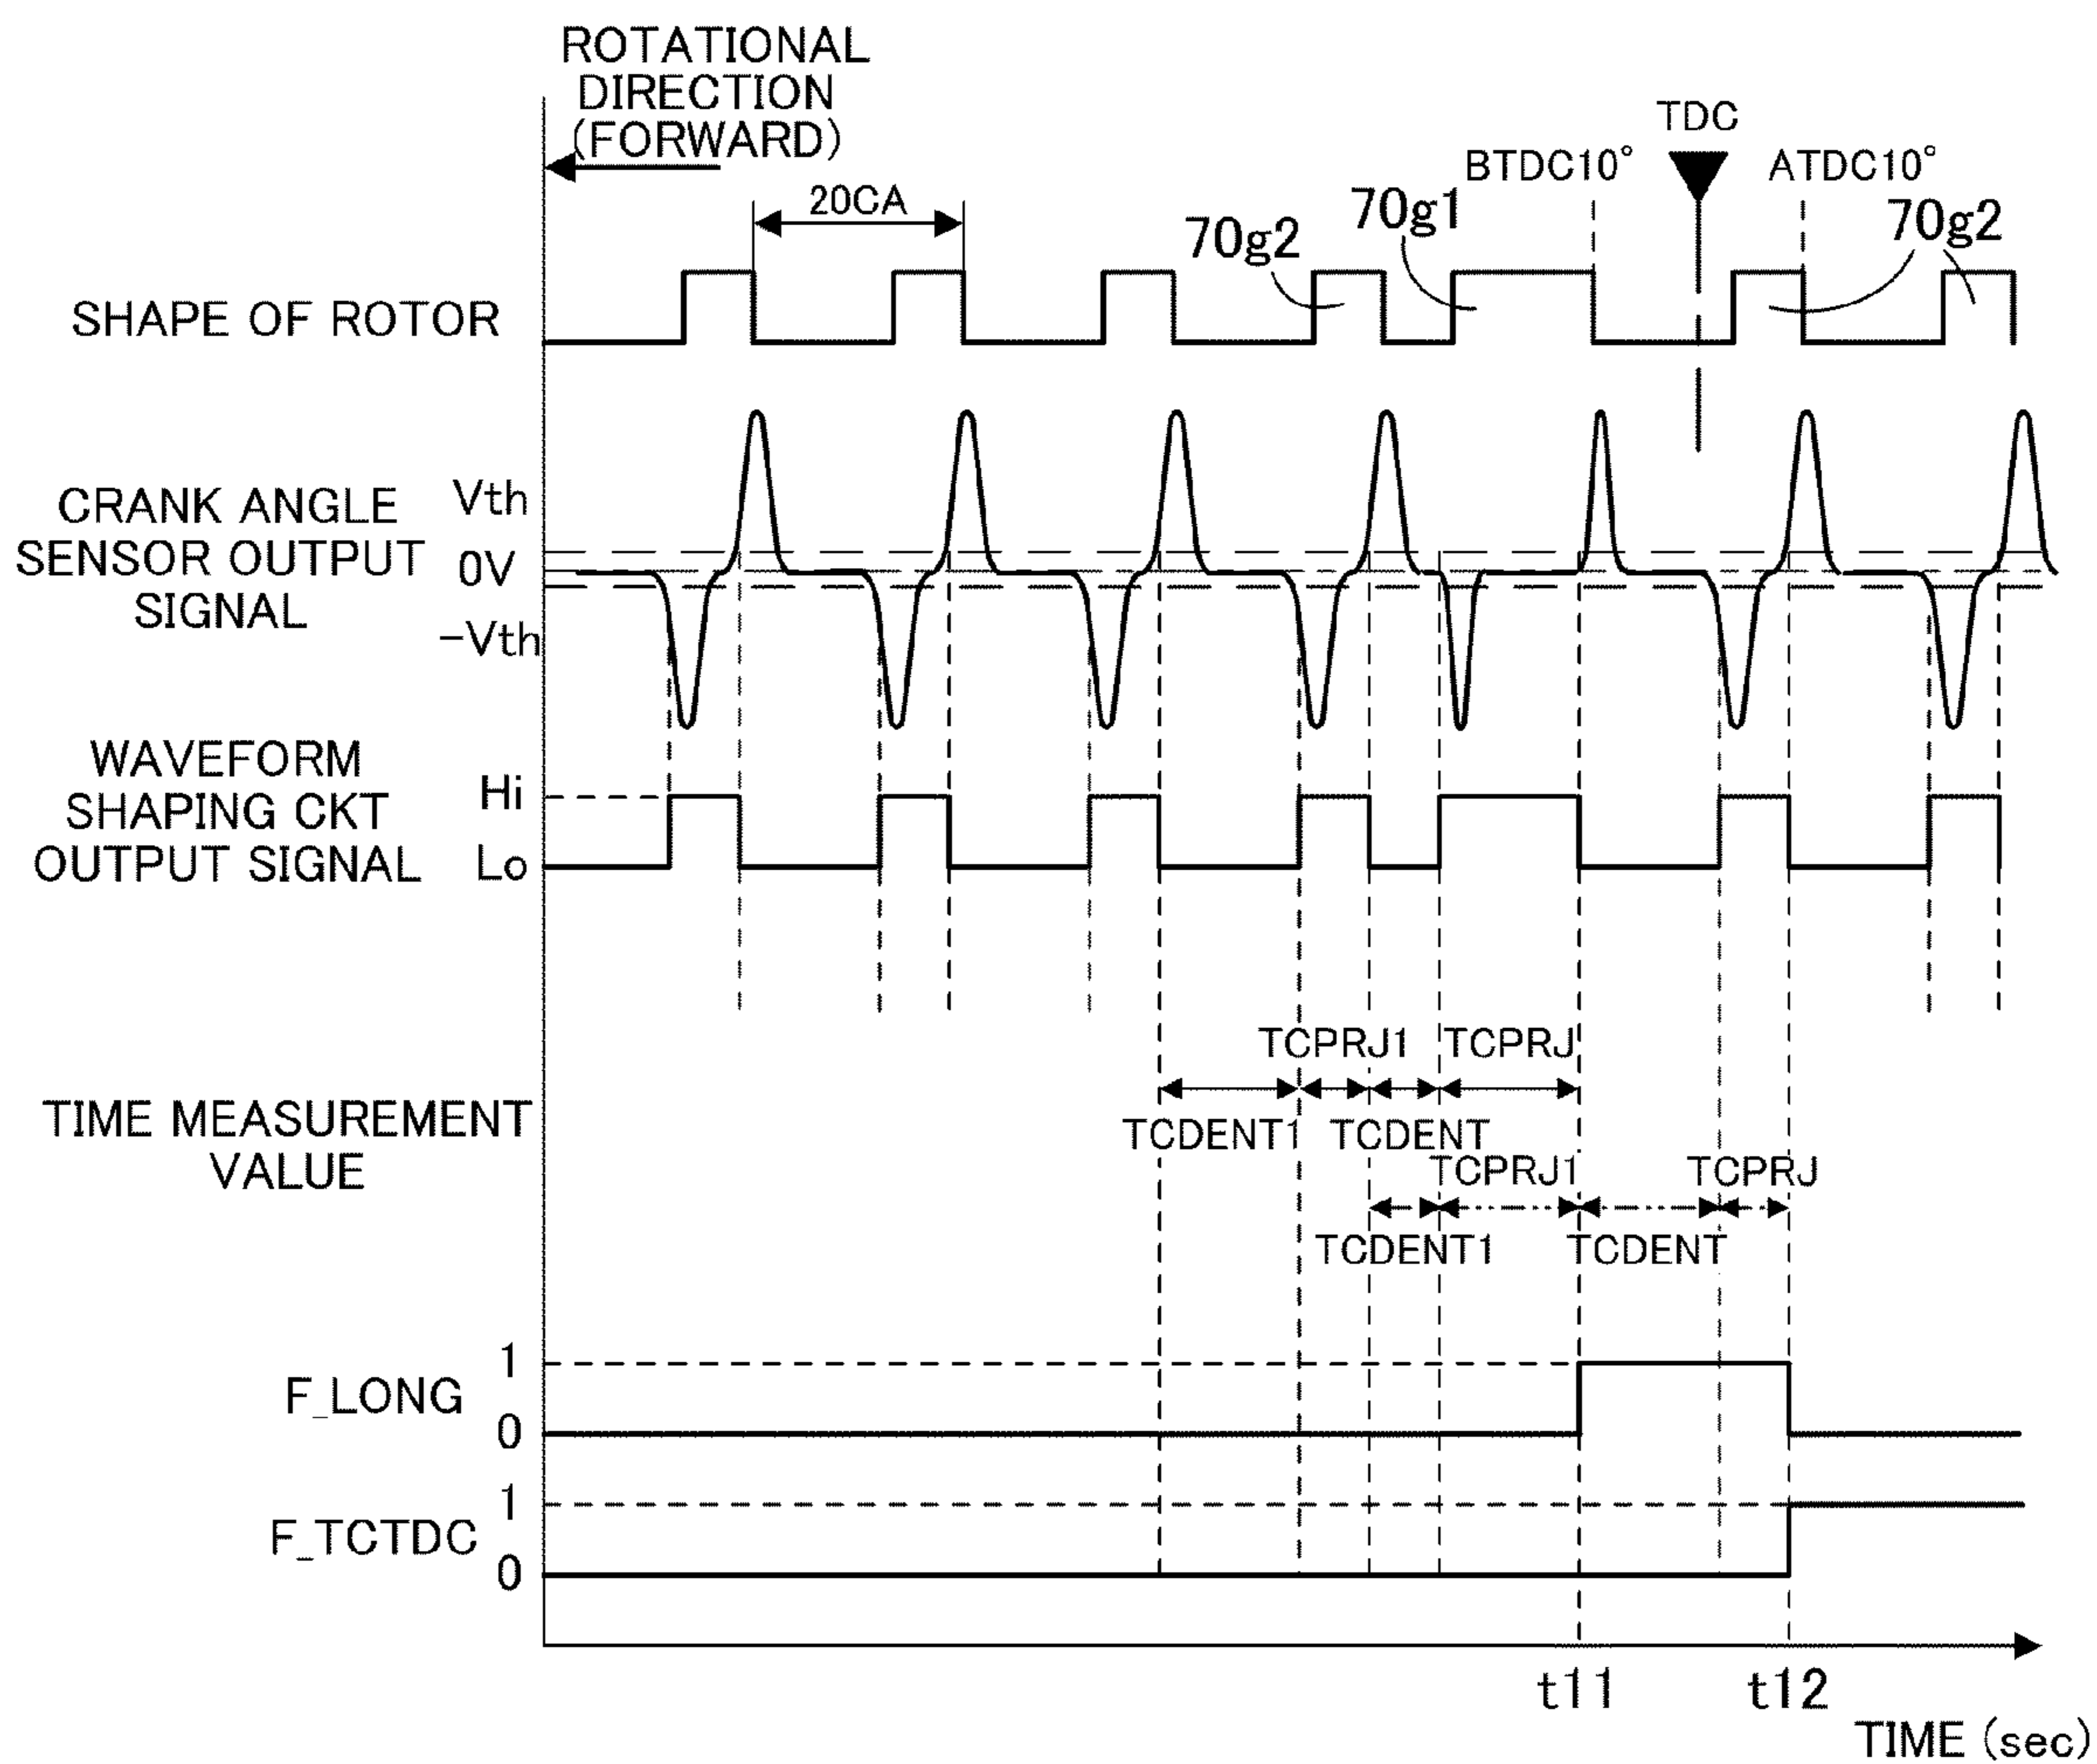 ROTATIONAL
DIRECTION
(FORWARD)
TDC
BTDC10°
ATDC10°
20CA
70g2
70g1
70g2
SHAPE OF ROTOR
CRANK ANGLE
SENSOR OUTPUT
SIGNAL
Vth
0V
-Vth
WAVEFORM
SHAPING CKT
OUTPUT SIGNAL
Hi
Lo
TIME MEASUREMENT
VALUE
TCPRJ1
TCPRJ
TCDENT1
TCDENT
TCPRJ1
TCPRJ
TCDENT1
TCDENT
F_LONG
1
0
F_TCTDC
1
0
t11
t12
TIME (sec)